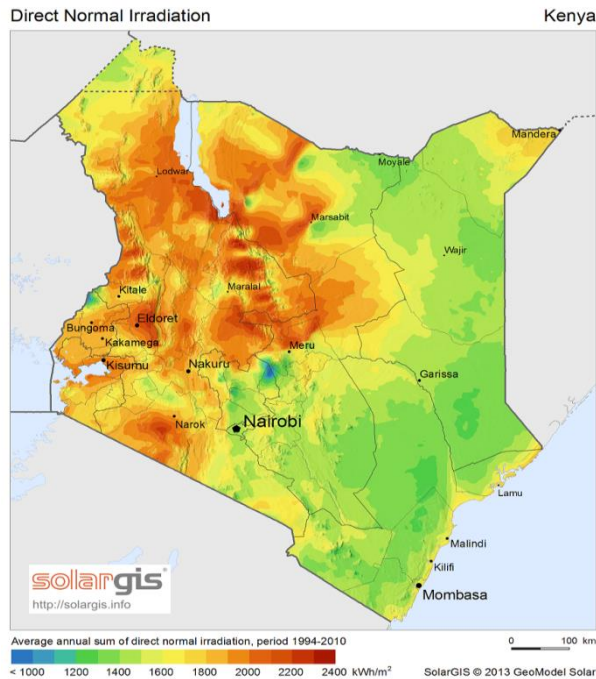 Direct Normal Irradiation
Kenya
Mandera
Moyale
Lodwar
Marsabit
Wajir
Kitale
Maralal
Eldoret
Bungoma
Kakamega
Kisumu
Meru
Nakuru
Garissa
Narok
Nairobi
Lamu
Malindi
Kilifi
Mombasa
solargis
http://solargis.info
Average annual sum of direct normal irradiation, period 1994-2010
0 100 km
< 1000 1200 1400 1600 1800 2000 2200 2400 kWh/m²
SolarGIS © 2013 GeoModel Solar